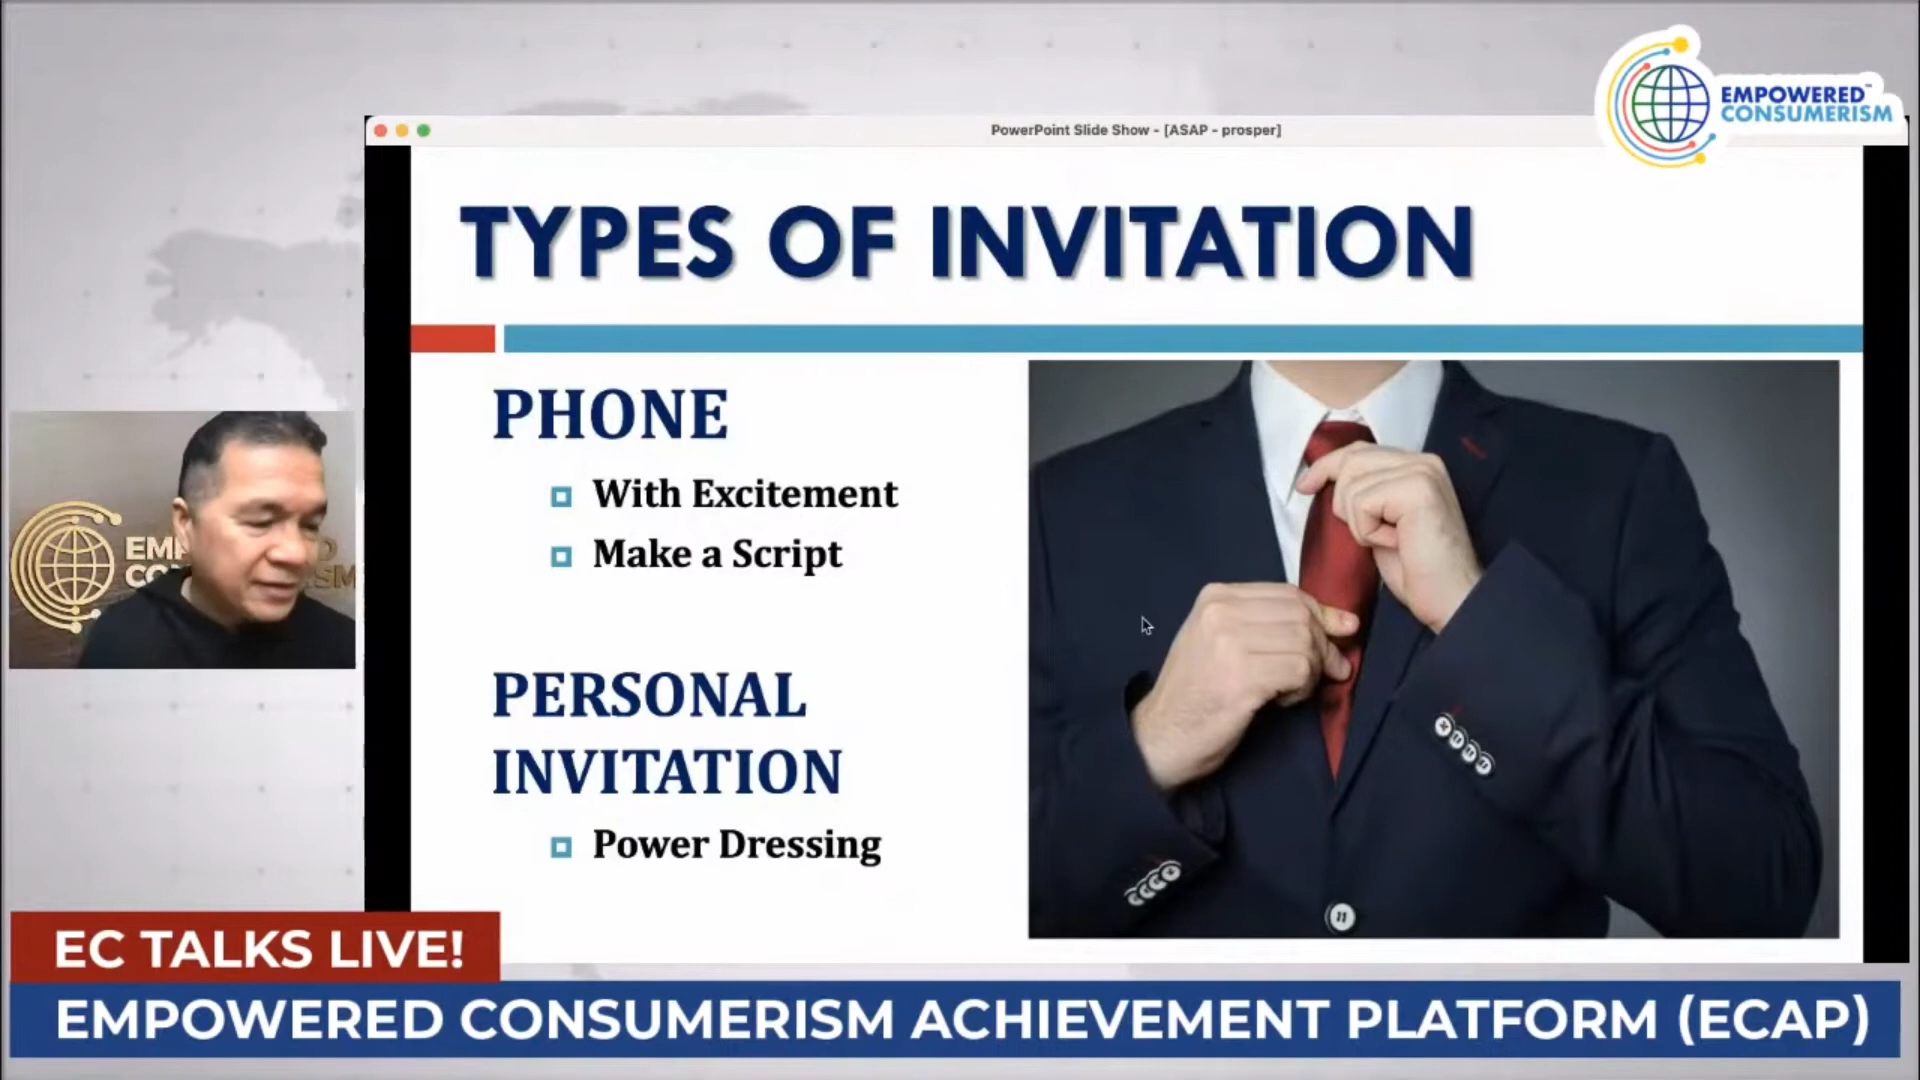 EMPOWERED™
CONSUMERISM
PowerPoint Slide Show - [ASAP - prosper]
TYPES OF INVITATION
PHONE
With Excitement
Make a Script
PERSONAL
INVITATION
Power Dressing
EC TALKS LIVE!
EMPOWERED CONSUMERISM ACHIEVEMENT PLATFORM (ECAP)